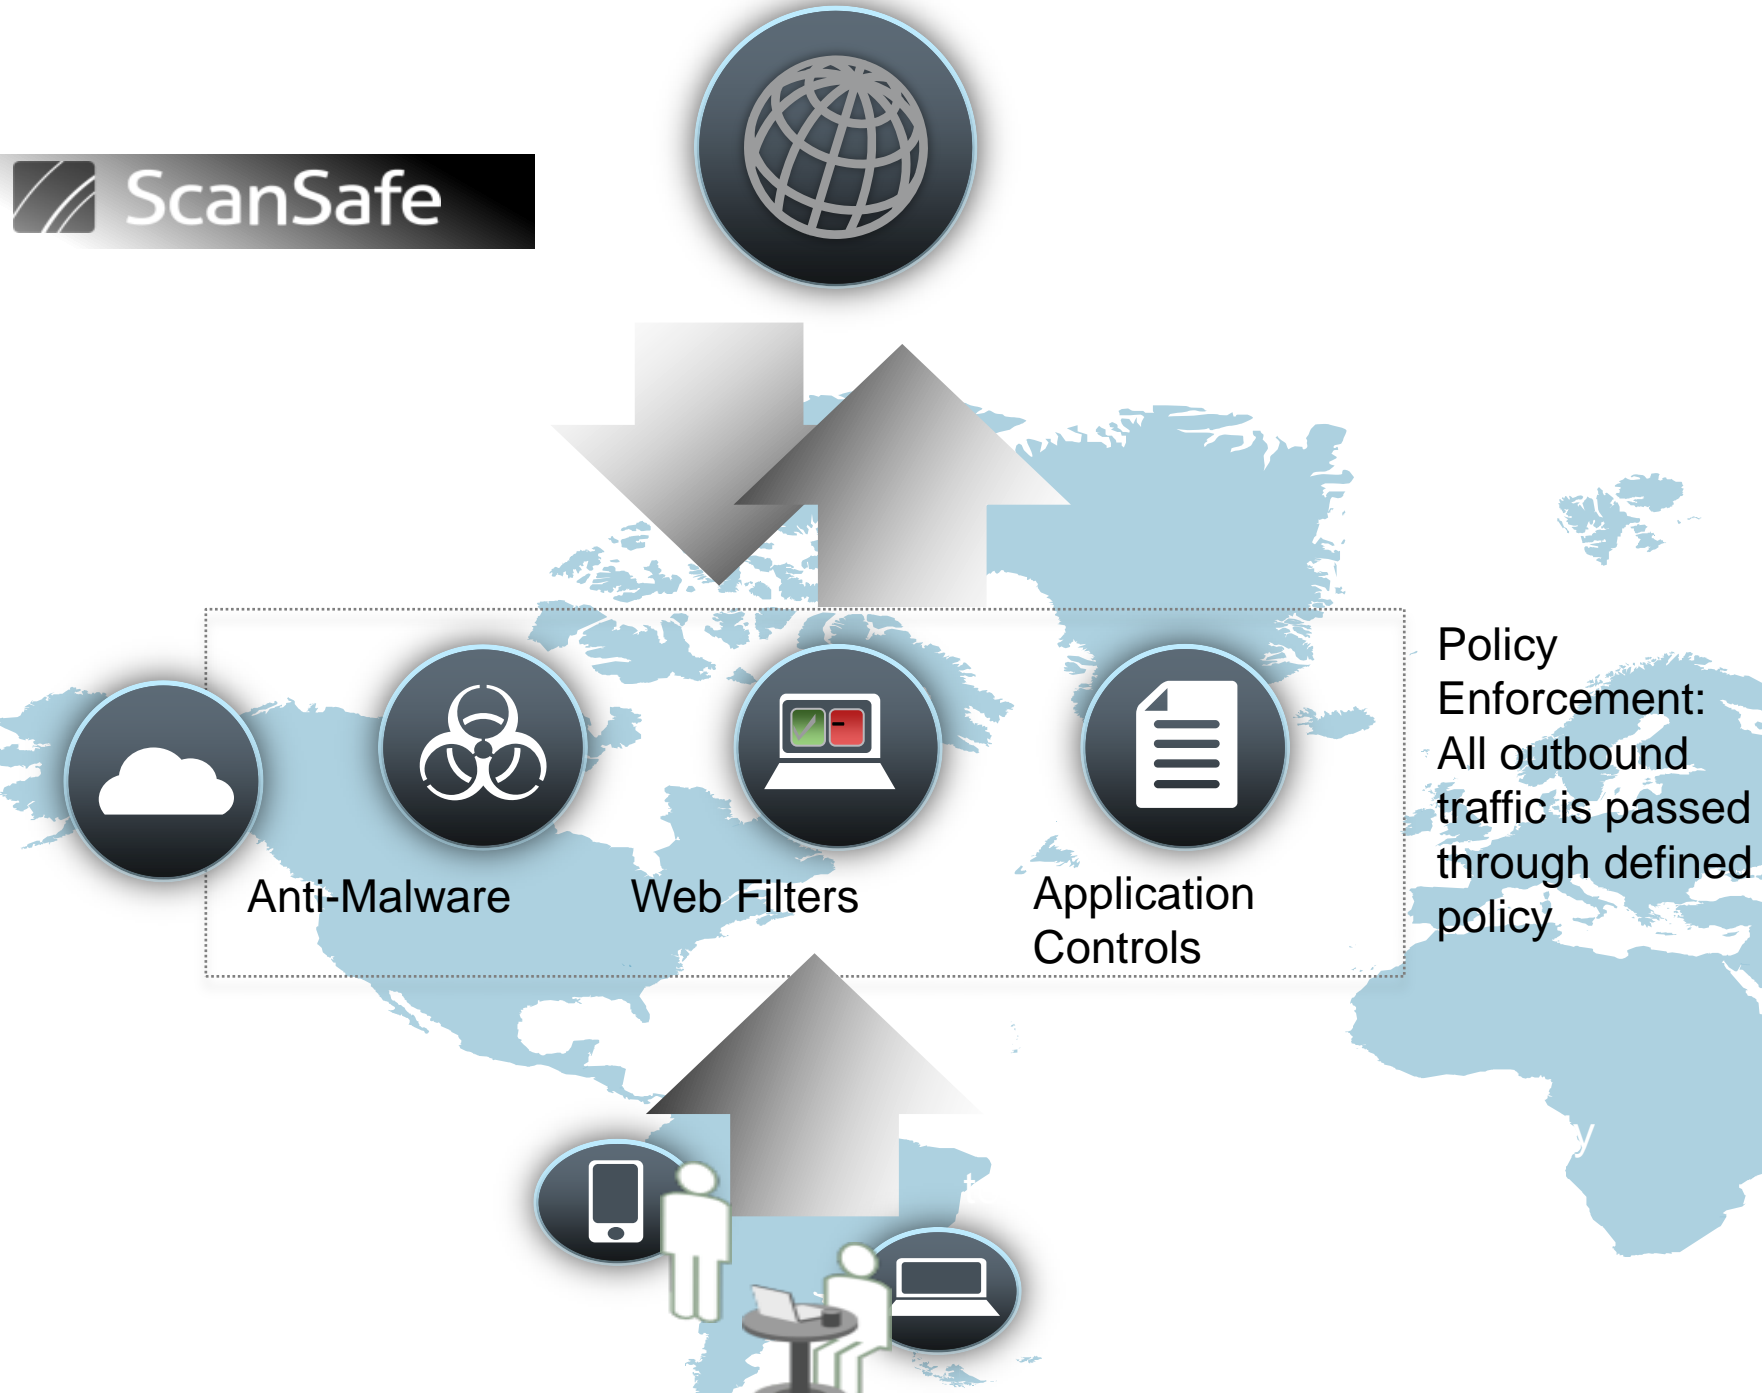 ScanSafe
Policy
Enforcement:
All outbound
traffic is passed
through defined
policy
Anti-Malware
Web Filters
Application
Controls